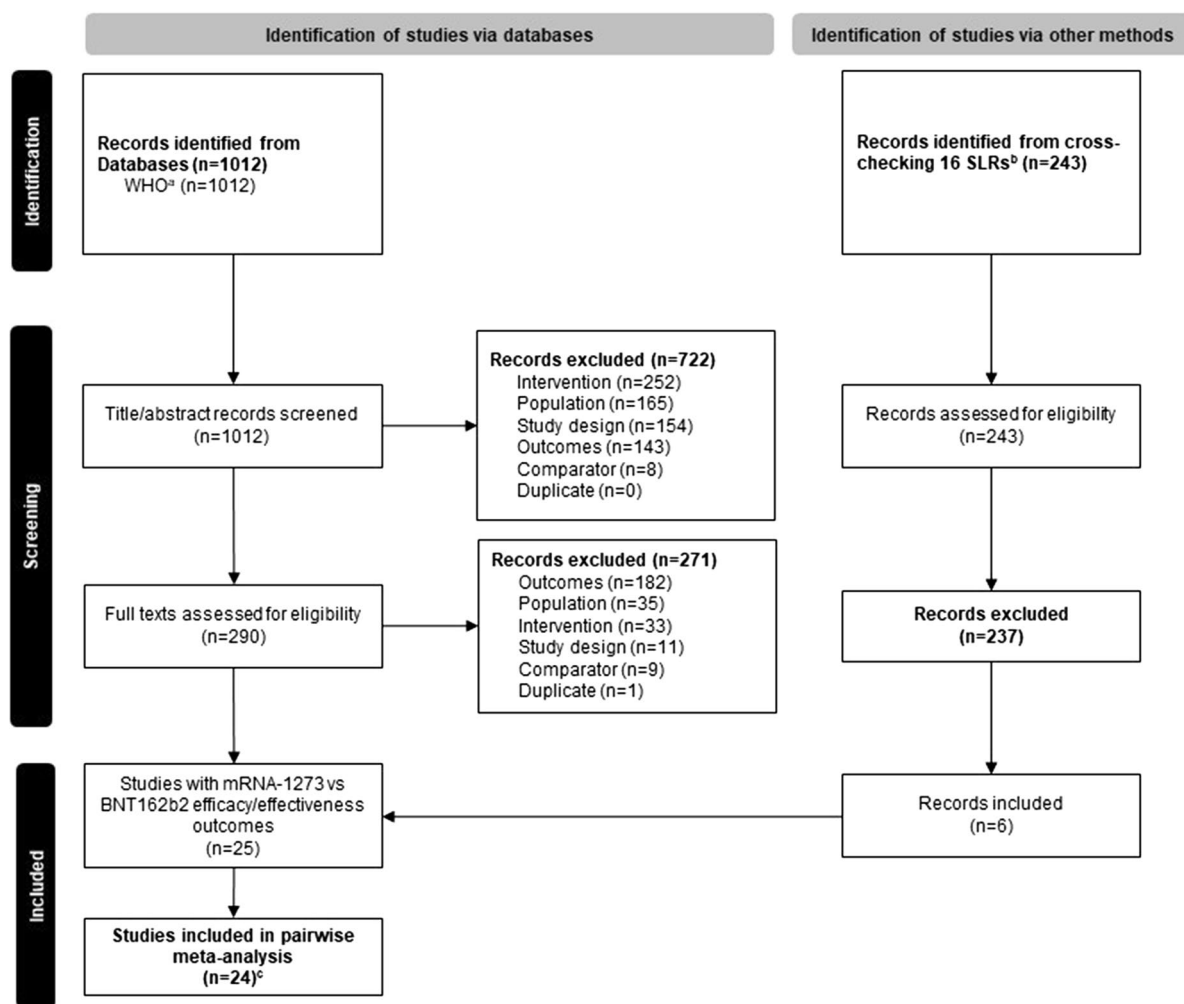 Identification of studies via databases
Identification of studies via other methods
Identification
Records identified from
Databases (n=1012)
WHOᵃ (n=1012)
Records identified from cross-
checking 16 SLRsᵇ (n=243)
Screening
Title/abstract records screened
(n=1012)
Records excluded (n=722)
Intervention (n=252)
Population (n=165)
Study design (n=154)
Outcomes (n=143)
Comparator (n=8)
Duplicate (n=0)
Records assessed for eligibility
(n=243)
Full texts assessed for eligibility
(n=290)
Records excluded (n=271)
Outcomes (n=182)
Population (n=35)
Intervention (n=33)
Study design (n=11)
Comparator (n=9)
Duplicate (n=1)
Records excluded
(n=237)
Included
Studies with mRNA-1273 vs
BNT162b2 efficacy/effectiveness
outcomes
(n=25)
Records included
(n=6)
Studies included in pairwise
meta-analysis
(n=24)ᶜ